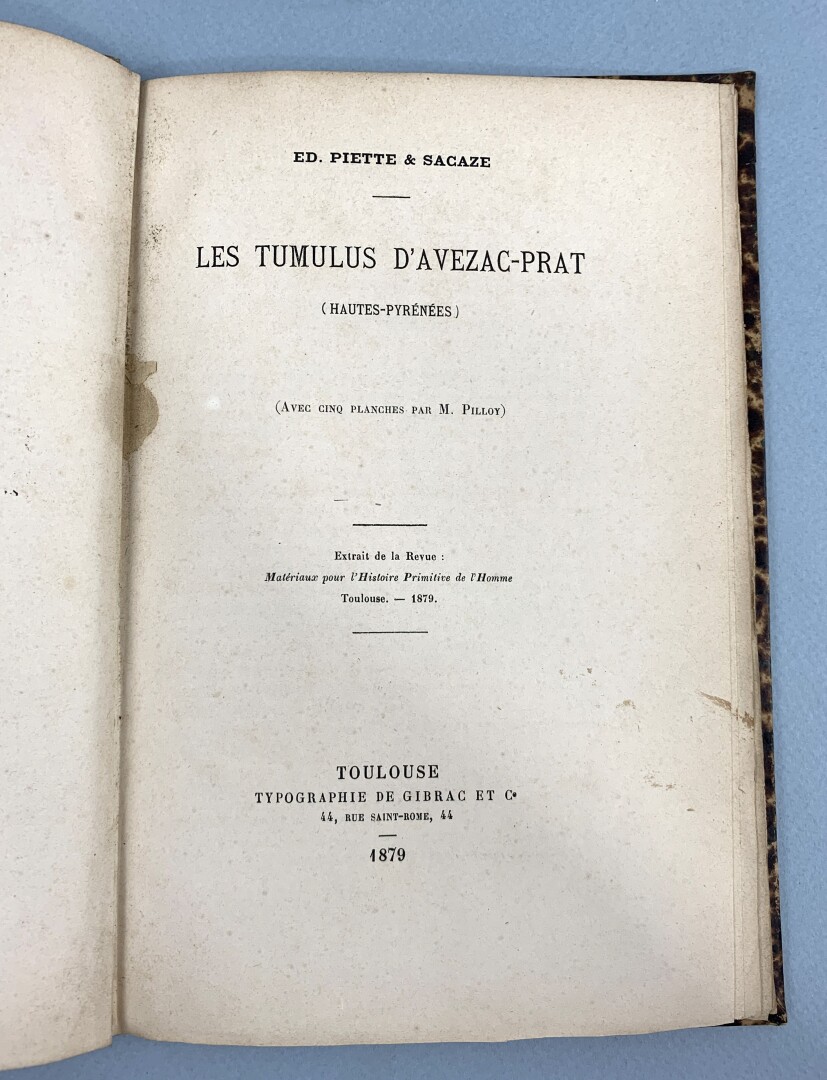 ED. PIETTE & SACAZE
LES TUMULUS D'AVEZAC-PRAT
(HAUTES-PYRÉNÉES)
(AVEC CINQ PLANCHES PAR M. PILLOY)
Extrait de la Revue :
Matériaux pour l'Histoire Primitive de l'Homme
Toulouse. — 1879.
TOULOUSE
TYPOGRAPHIE DE GIBRAC ET Cᵉ
44, RUE SAINT-ROME, 44
1879